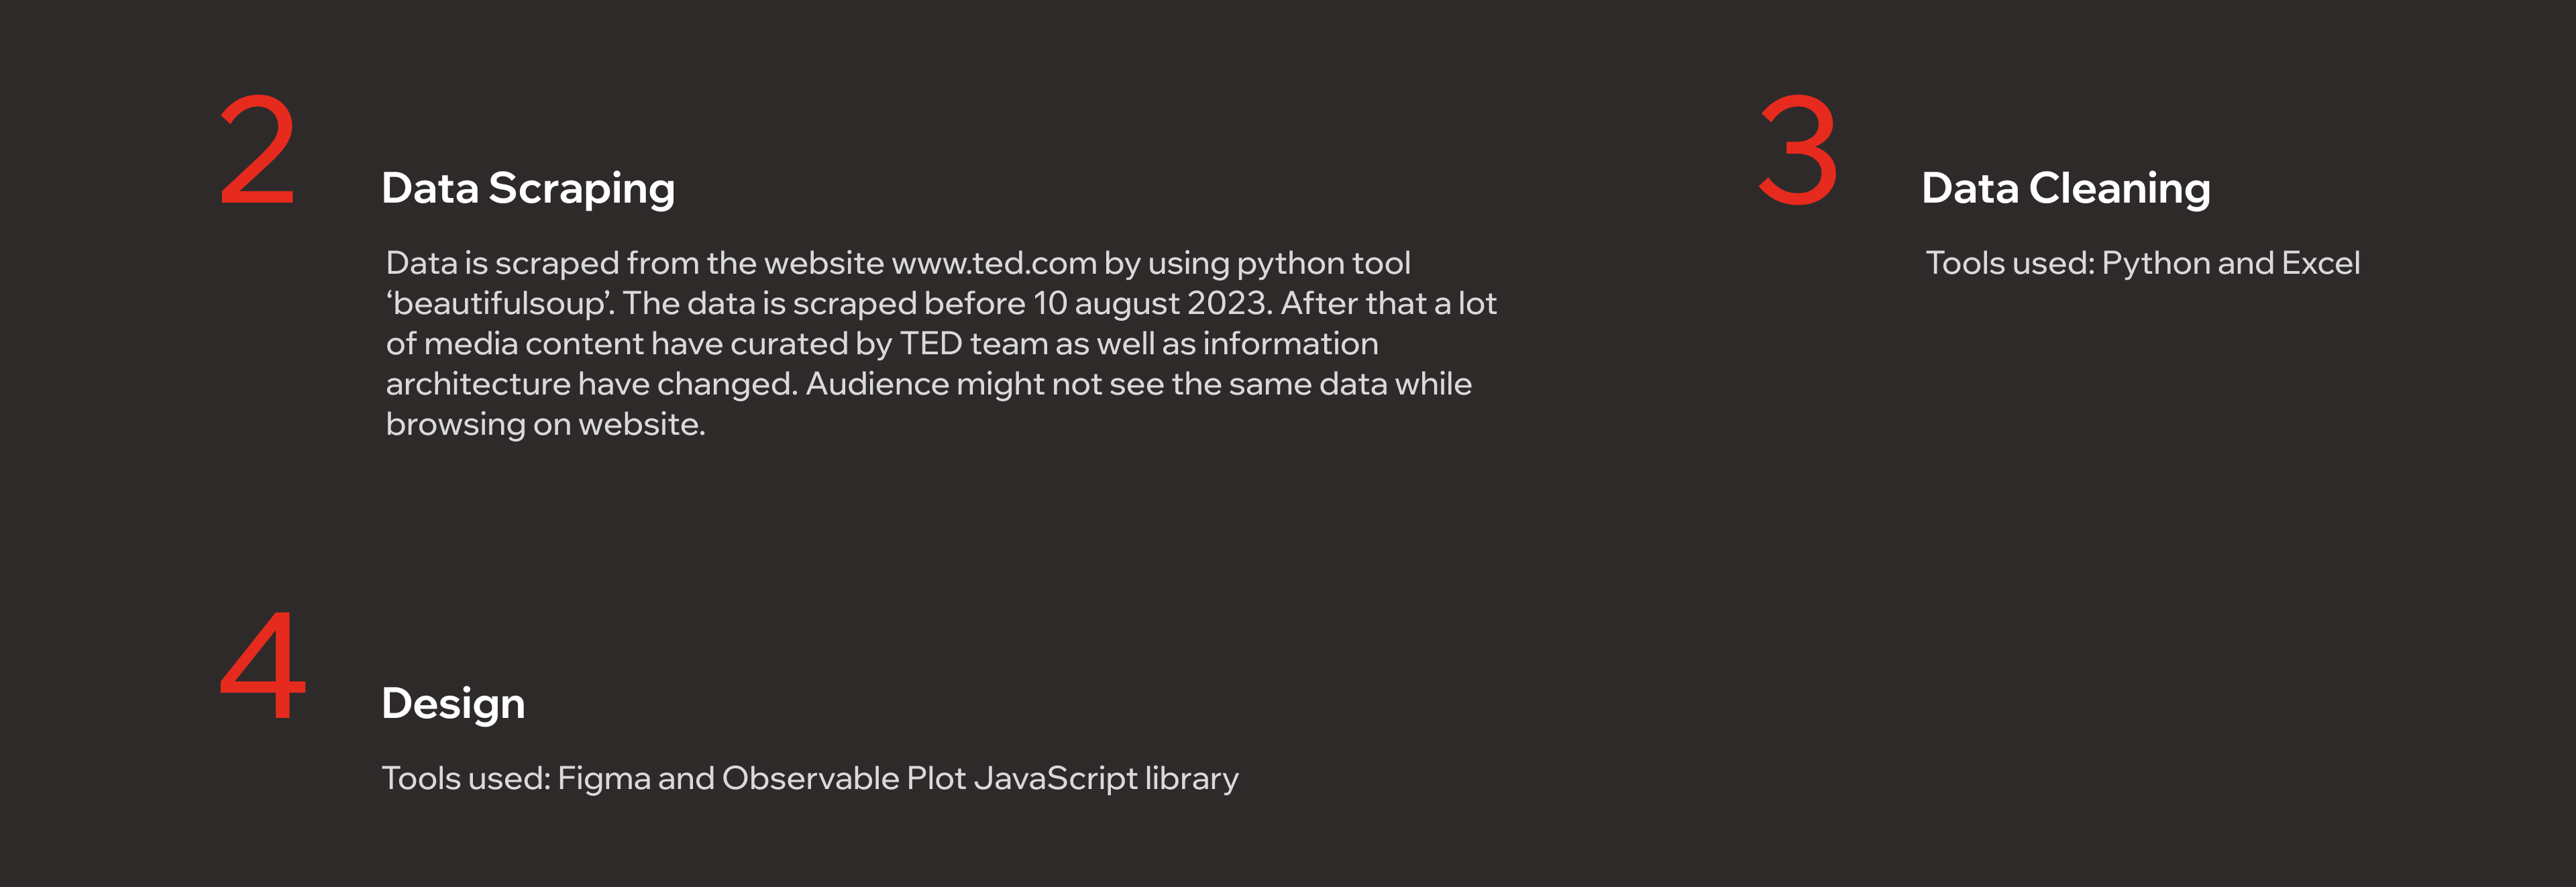 2
Data Scraping
Data is scraped from the website www.ted.com by using python tool
‘beautifulsoup’. The data is scraped before 10 august 2023. After that a lot
of media content have curated by TED team as well as information
architecture have changed. Audience might not see the same data while
browsing on website.
3
Data Cleaning
Tools used: Python and Excel
4
Design
Tools used: Figma and Observable Plot JavaScript library